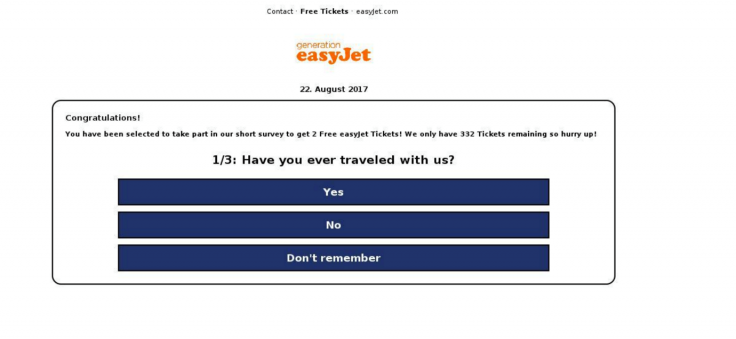 Contact · Free Tickets · easyJet.com
generation
easyJet
22. August 2017
Congratulations!
You have been selected to take part in our short survey to get 2 Free easyJet Tickets! We only have 332 Tickets remaining so hurry up!
1/3: Have you ever traveled with us?
Yes
No
Don't remember